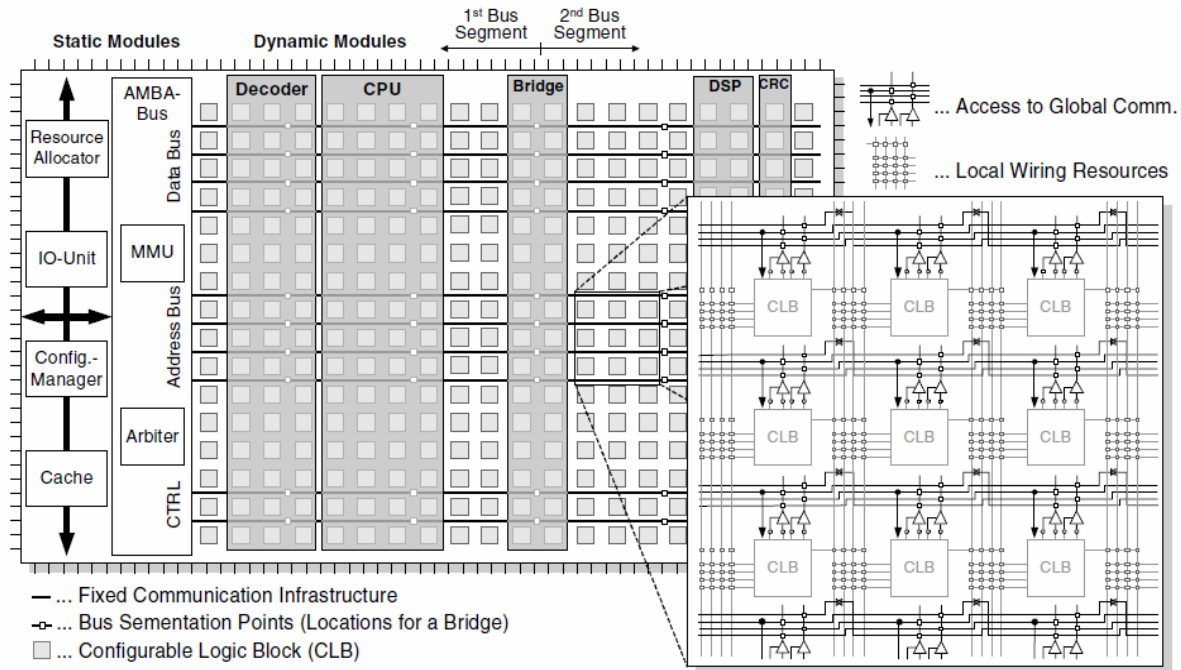 1st Bus Segment
2nd Bus Segment
Static Modules
Dynamic Modules
AMBA-
Bus
Decoder
CPU
Bridge
DSP
CRC
Resource
Allocator
Data Bus
IO-Unit
MMU
Address Bus
Config.-
Manager
Arbiter
Cache
CTRL
... Access to Global Comm.
... Local Wiring Resources
CLB
CLB
CLB
CLB
CLB
CLB
CLB
CLB
CLB
... Fixed Communication Infrastructure
... Bus Sementation Points (Locations for a Bridge)
... Configurable Logic Block (CLB)